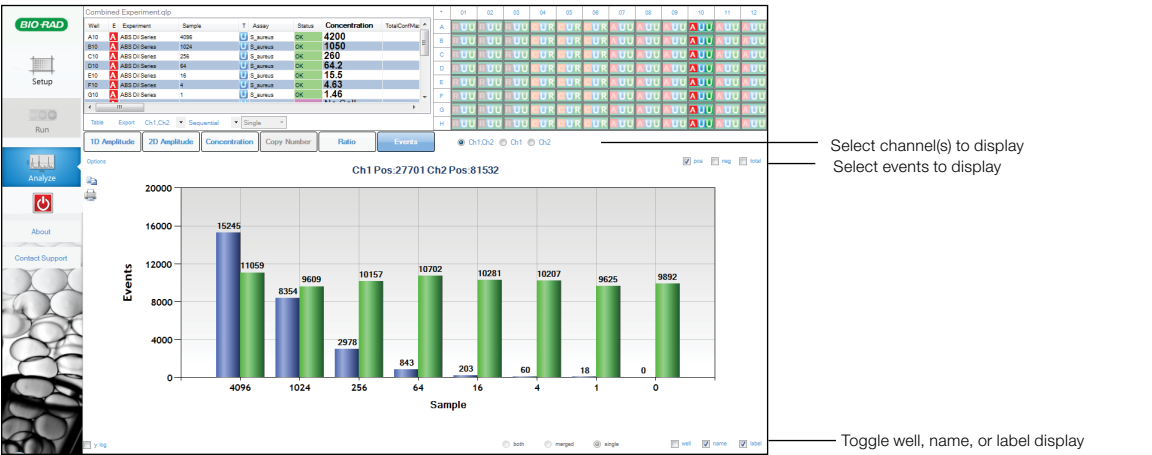 BIO-RAD
Setup
Run
Analyze
About
Contact Support
Combined Experiment.qlp
Well E Experiment Sample T Assay Status Concentration TotalConfMax
A10 A ABS Dil Series 4096 U S_aureus OK 4200
B10 A ABS Dil Series 1024 U S_aureus OK 1050
C10 A ABS Dil Series 256 U S_aureus OK 260
D10 A ABS Dil Series 64 U S_aureus OK 64.2
E10 A ABS Dil Series 16 U S_aureus OK 15.5
F10 A ABS Dil Series 4 U S_aureus OK 4.63
G10 A ABS Dil Series 1 U S_aureus OK 1.46
Table Export Ch1,Ch2 Sequential Single
01 02 03 04 05 06 07 08 09 10 11 12
A
B
C
D
E
F
G
H
1D Amplitude 2D Amplitude Concentration Copy Number Ratio Events
Ch1,Ch2 Ch1 Ch2
Select channel(s) to display
Options
pos neg total
Select events to display
Ch1 Pos:27701 Ch2 Pos:81532
Events
20000
16000
12000
8000
4000
0
15245 11059 8354 9609 2978 10157 843 10702 203 10281 60 10207 18 9625 0 9892
4096 1024 256 64 16 4 1 0
Sample
y log
both merged single
well name label
Toggle well, name, or label display